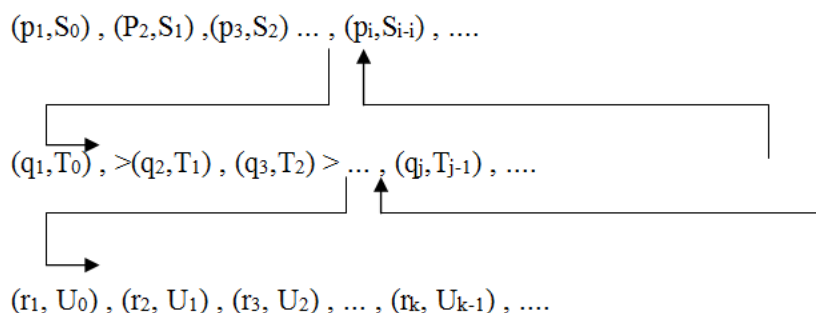 (p₁,S₀) , (P₂,S₁) ,(p₃,S₂) ... , (pᵢ,Sᵢ₋ᵢ) , ....
(q₁,T₀) , >(q₂,T₁) , (q₃,T₂) > ... , (qⱼ,Tⱼ₋₁) , ....
(r₁, U₀) , (r₂, U₁) , (r₃, U₂) , ... , (rₖ, Uₖ₋₁) , ....